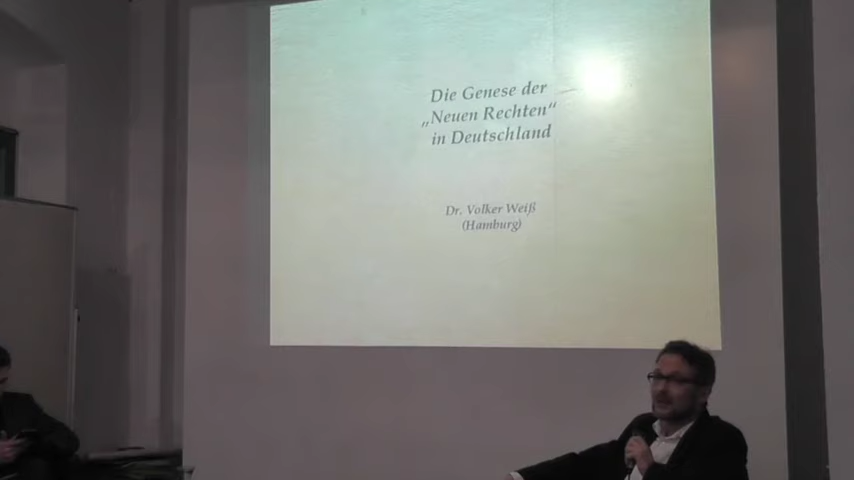 Die Genese der
„Neuen Rechten“
in Deutschland
Dr. Volker Weiß
(Hamburg)